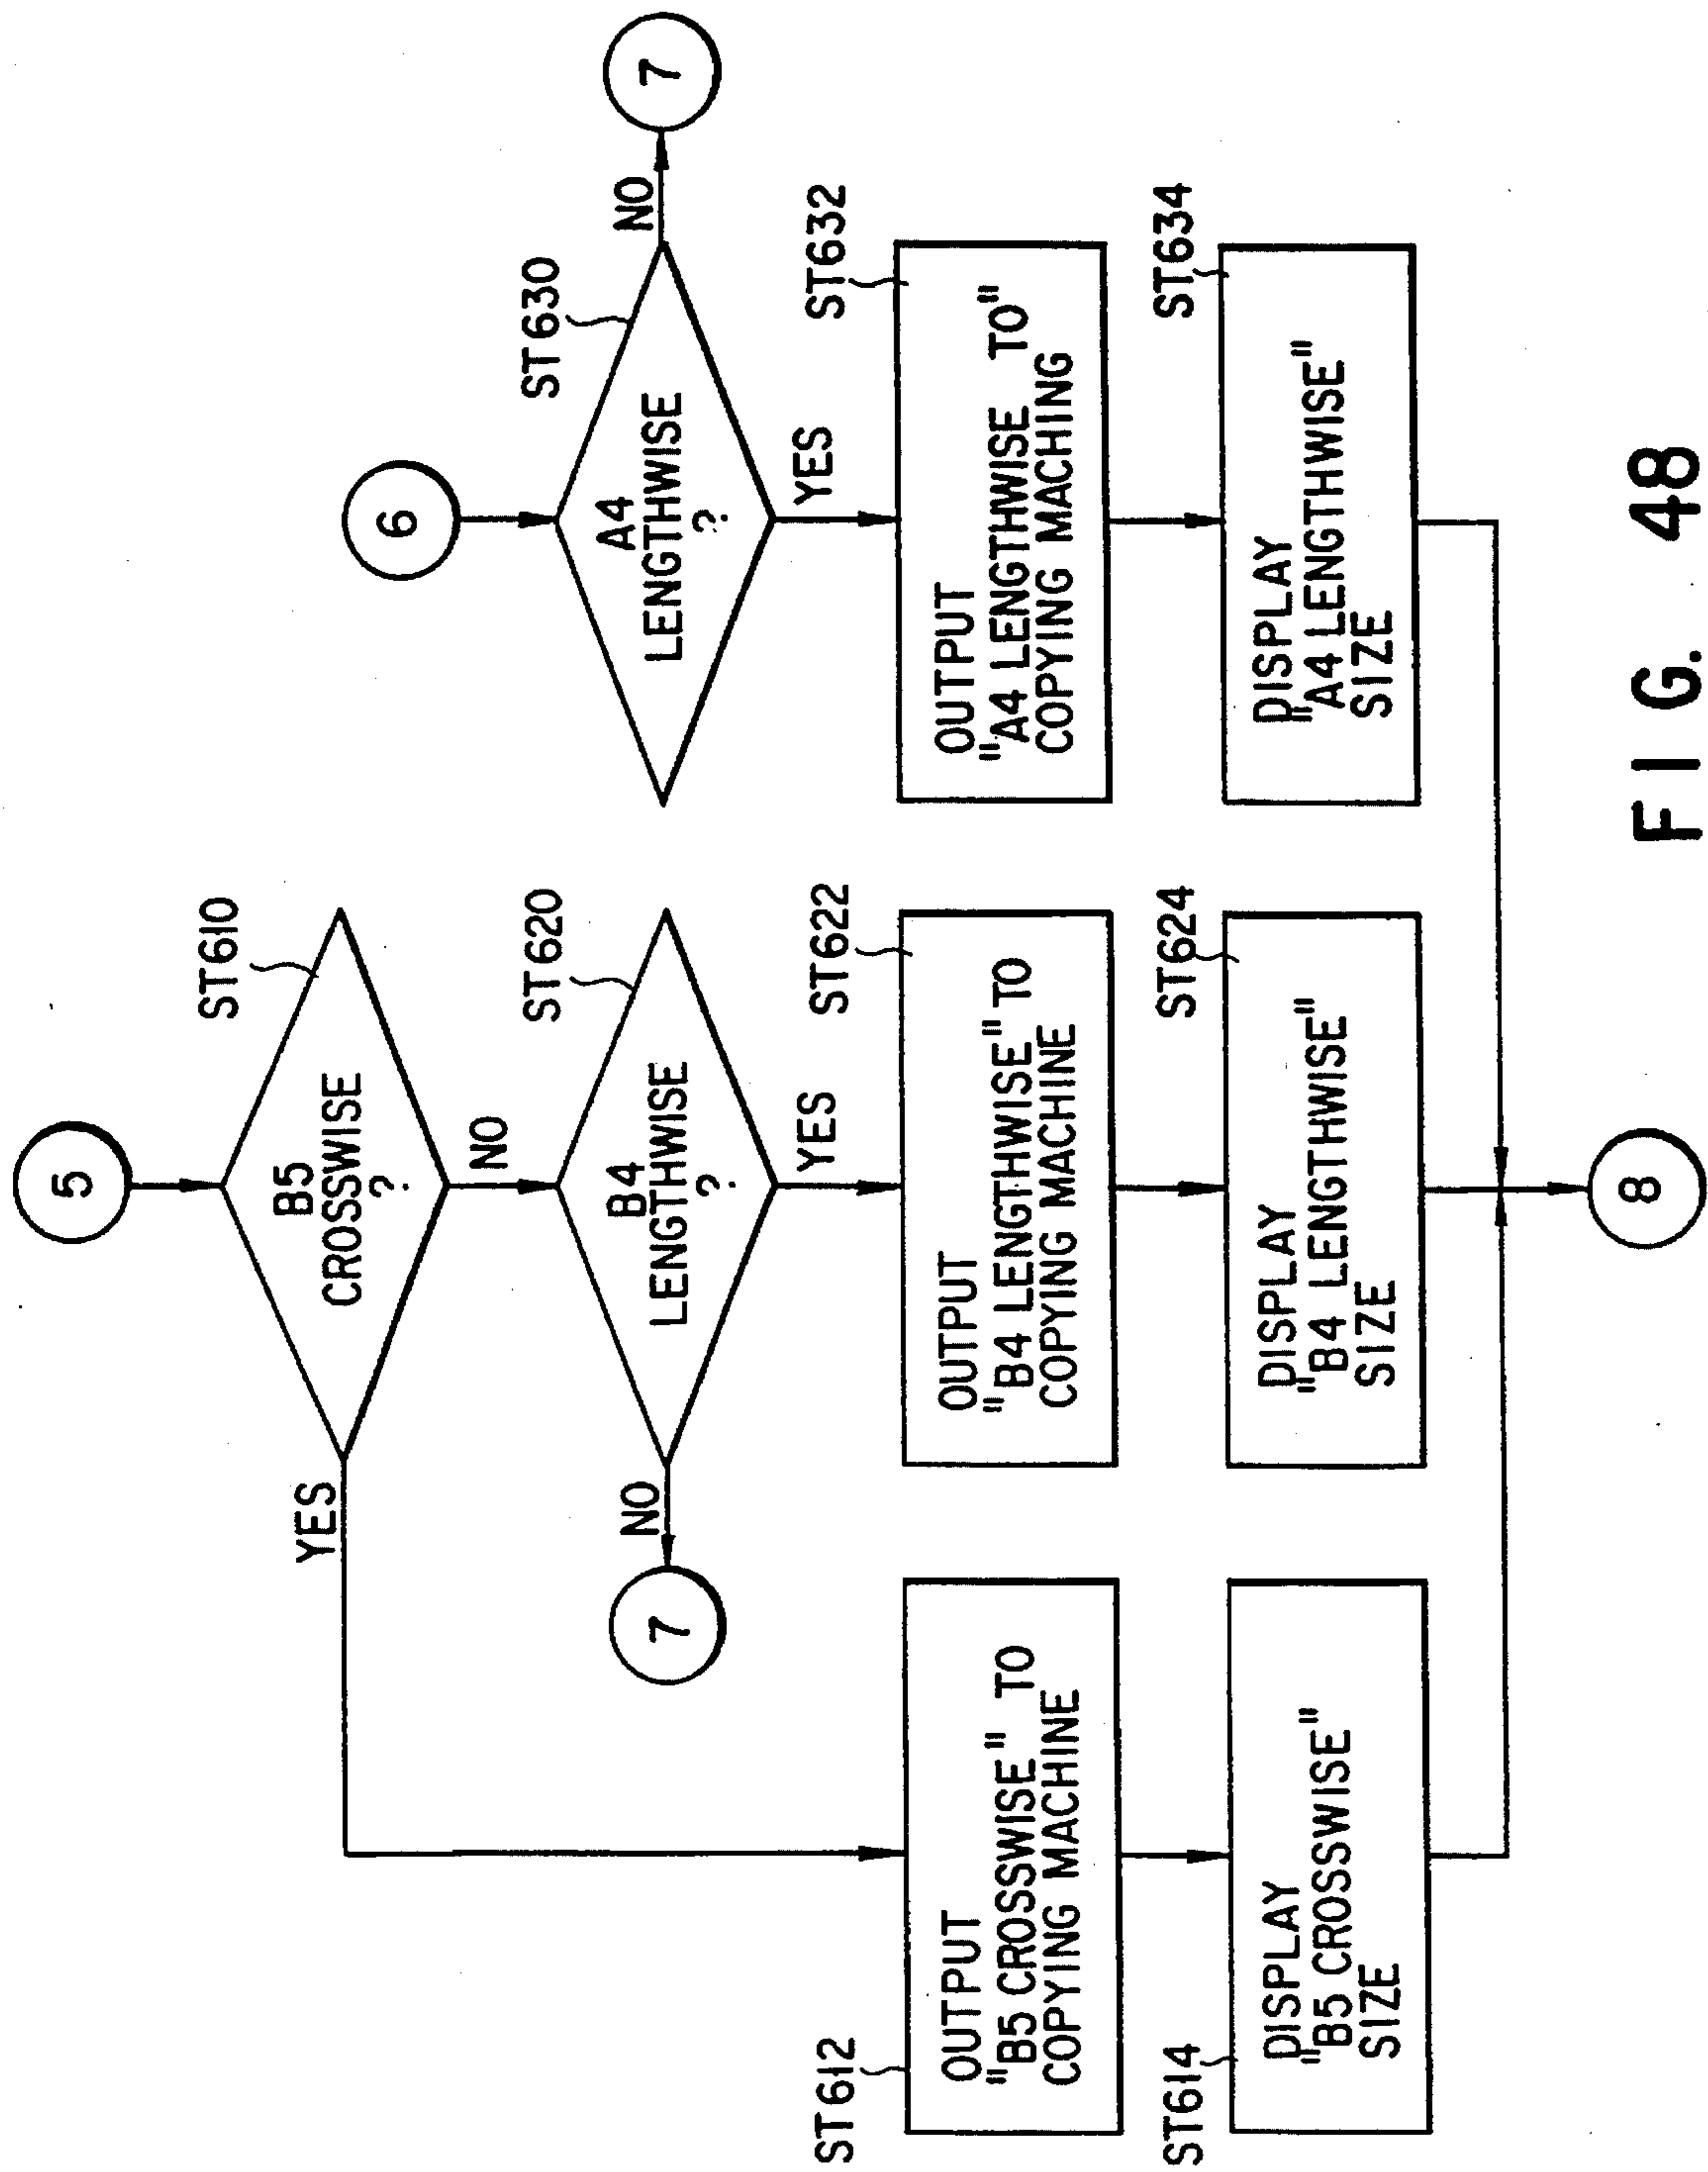 5
ST610
B5
CROSSWISE
?
YES
NO
6
ST620
B4
LENGTHWISE
?
NO
7
YES
ST630
A4
LENGTHWISE
?
NO
7
YES
ST612
OUTPUT
"B5 CROSSWISE" TO
COPYING MACHINE
ST622
OUTPUT
"B4 LENGTHWISE" TO
COPYING MACHINE
ST632
OUTPUT
"A4 LENGTHWISE TO"
COPYING MACHING
ST614
DISPLAY
"B5 CROSSWISE"
SIZE
ST624
DISPLAY
"B4 LENGTHWISE"
SIZE
ST634
DISPLAY
"A4 LENGTHWISE"
SIZE
8
FIG. 48